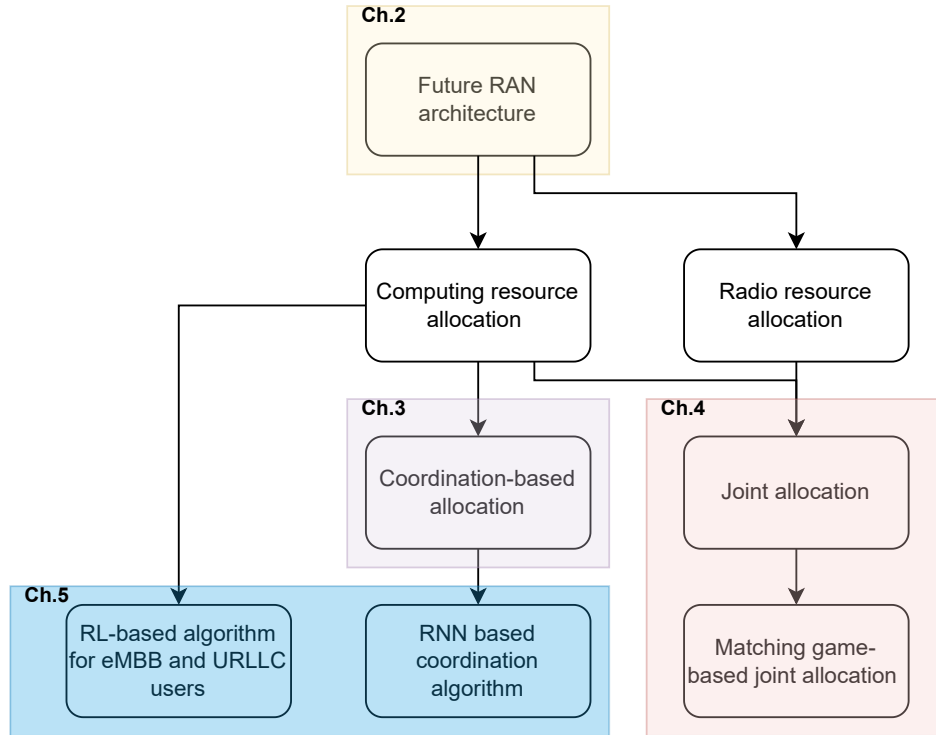 Ch.2
Future RAN
architecture
Computing resource
allocation
Radio resource
allocation
Ch.3
Coordination-based
allocation
Ch.4
Joint allocation
Ch.5
RL-based algorithm
for eMBB and URLLC
users
RNN based
coordination
algorithm
Matching game-
based joint allocation